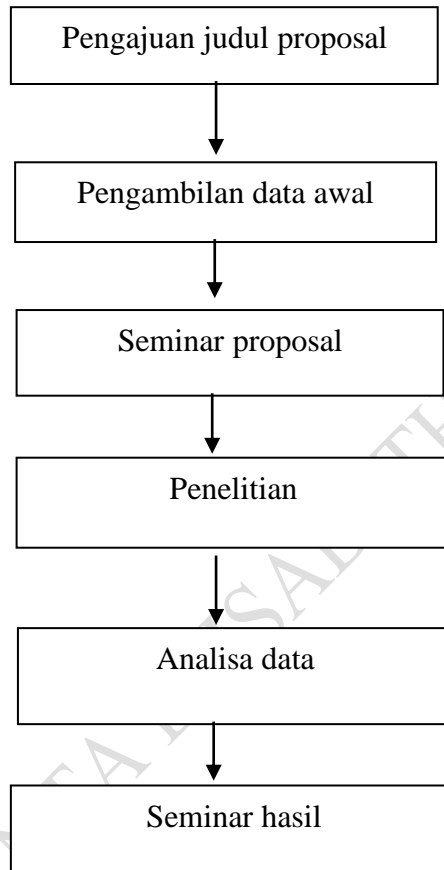 Pengajuan judul proposal
Pengambilan data awal
Seminar proposal
Penelitian
Analisa data
Seminar hasil